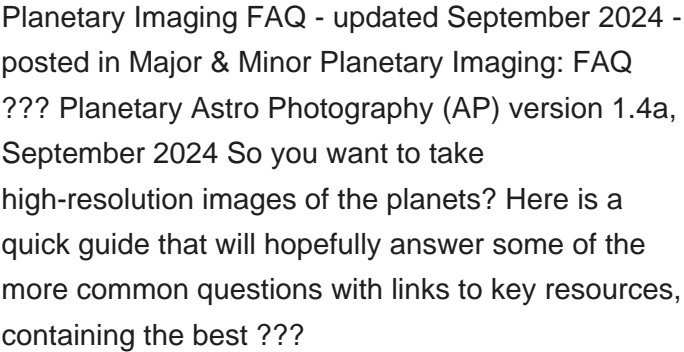 Planetary Imaging FAQ - updated September 2024 -
posted in Major & Minor Planetary Imaging: FAQ
??? Planetary Astro Photography (AP) version 1.4a,
September 2024 So you want to take
high-resolution images of the planets? Here is a
quick guide that will hopefully answer some of the
more common questions with links to key resources,
containing the best ???